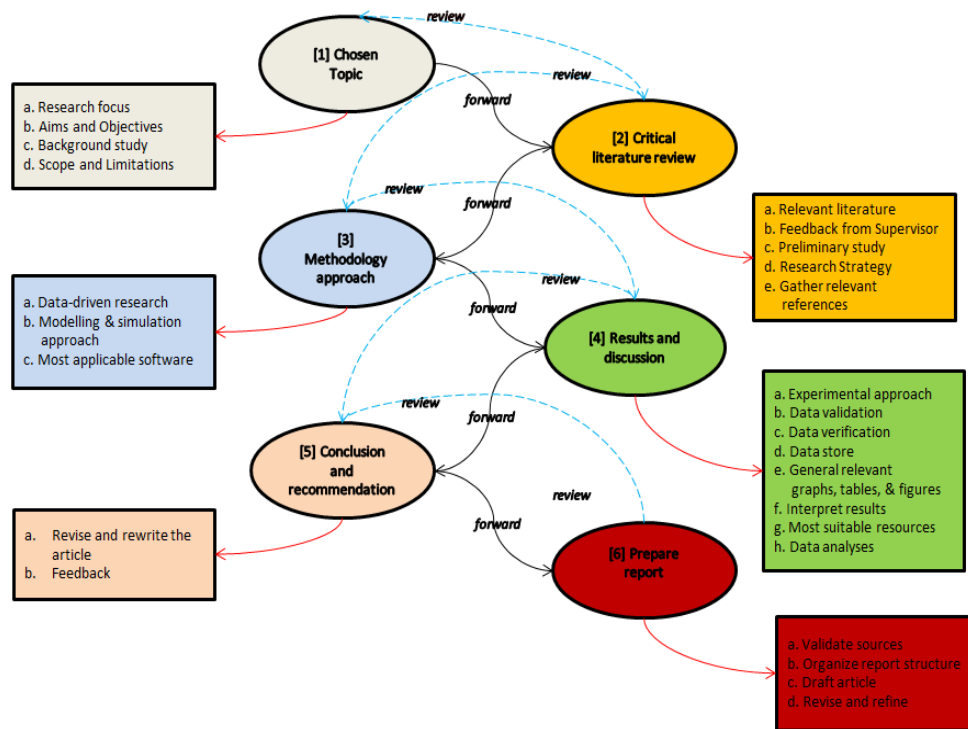 review
[1] Chosen
Topic
review
forward
a. Research focus
b. Aims and Objectives
c. Background study
d. Scope and Limitations
[2] Critical
literature review
review
forward
a. Relevant literature
b. Feedback from Supervisor
c. Preliminary study
d. Research Strategy
e. Gather relevant
references
[3]
Methodology
approach
review
forward
a. Data-driven research
b. Modelling & simulation
approach
c. Most applicable software
[4] Results and
discussion
review
forward
a. Experimental approach
b. Data validation
c. Data verification
d. Data store
e. General relevant
graphs, tables, & figures
f. Interpret results
g. Most suitable resources
h. Data analyses
[5] Conclusion
and
recommendation
review
forward
a. Revise and rewrite the
article
b. Feedback
[6] Prepare
report
a. Validate sources
b. Organize report structure
c. Draft article
d. Revise and refine